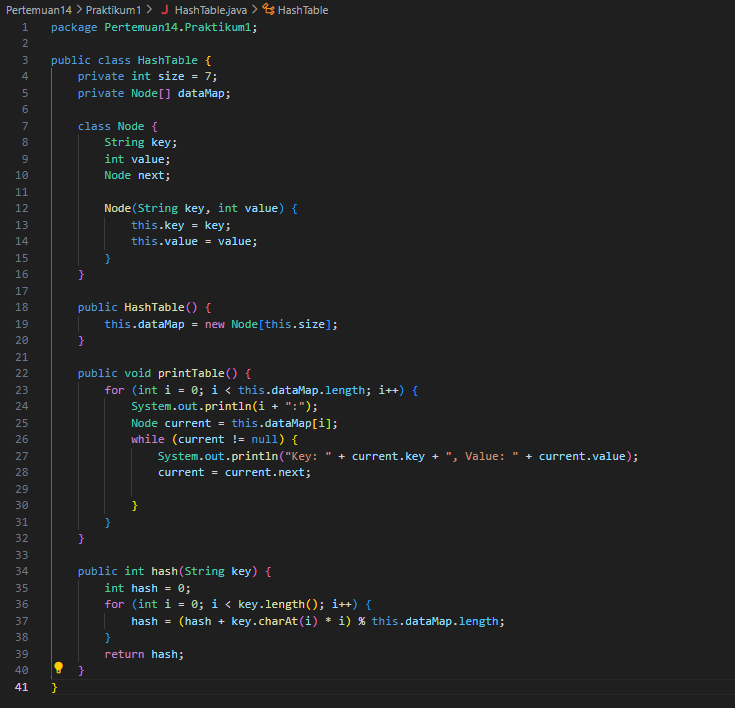 Pertemuan14 > Praktikum1 > J HashTable.java > HashTable
1 package Pertemuan14.Praktikum1;
2
3 public class HashTable {
4     private int size = 7;
5     private Node[] dataMap;
6
7     class Node {
8         String key;
9         int value;
10         Node next;
11
12         Node(String key, int value) {
13             this.key = key;
14             this.value = value;
15         }
16     }
17
18     public HashTable() {
19         this.dataMap = new Node[this.size];
20     }
21
22     public void printTable() {
23         for (int i = 0; i < this.dataMap.length; i++) {
24             System.out.println(i + ":");
25             Node current = this.dataMap[i];
26             while (current != null) {
27                 System.out.println("Key: " + current.key + ", Value: " + current.value);
28                 current = current.next;
29
30             }
31         }
32     }
33
34     public int hash(String key) {
35         int hash = 0;
36         for (int i = 0; i < key.length(); i++) {
37             hash = (hash + key.charAt(i) * i) % this.dataMap.length;
38         }
39         return hash;
40     }
41 }